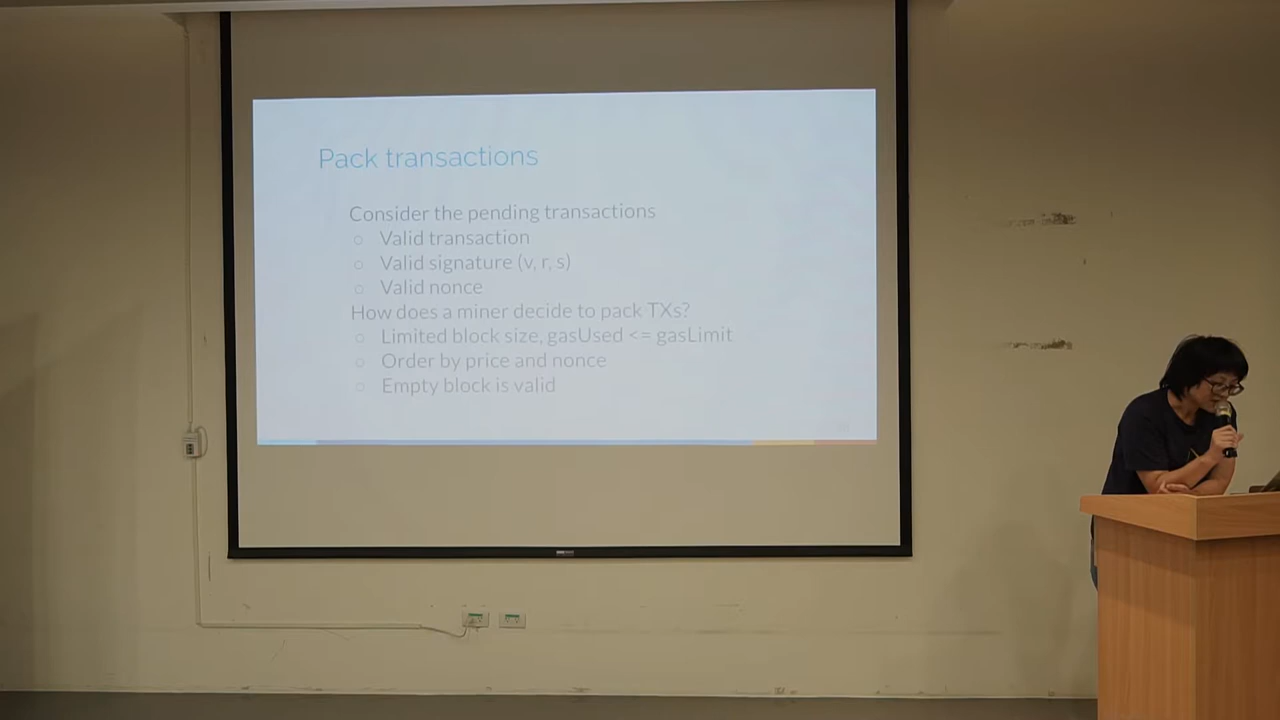 Pack transactions
Consider the pending transactions
Valid transaction
Valid signature (v, r, s)
Valid nonce
How does a miner decide to pack TXs?
Limited block size, gasUsed <= gasLimit
Order by price and nonce
Empty block is valid